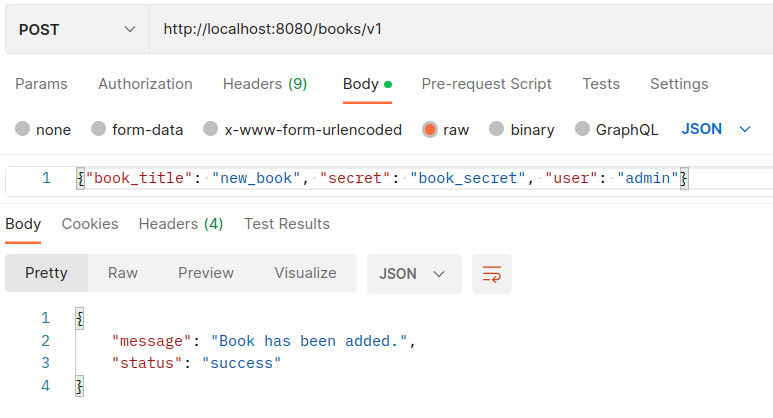 POST http://localhost:8080/books/v1
Params Authorization Headers (9) Body Pre-request Script Tests Settings
none form-data x-www-form-urlencoded raw binary GraphQL JSON
1 {"book_title": "new_book", "secret": "book_secret", "user": "admin"}
Body Cookies Headers (4) Test Results
Pretty Raw Preview Visualize JSON
1 {
2 "message": "Book has been added.",
3 "status": "success"
4 }